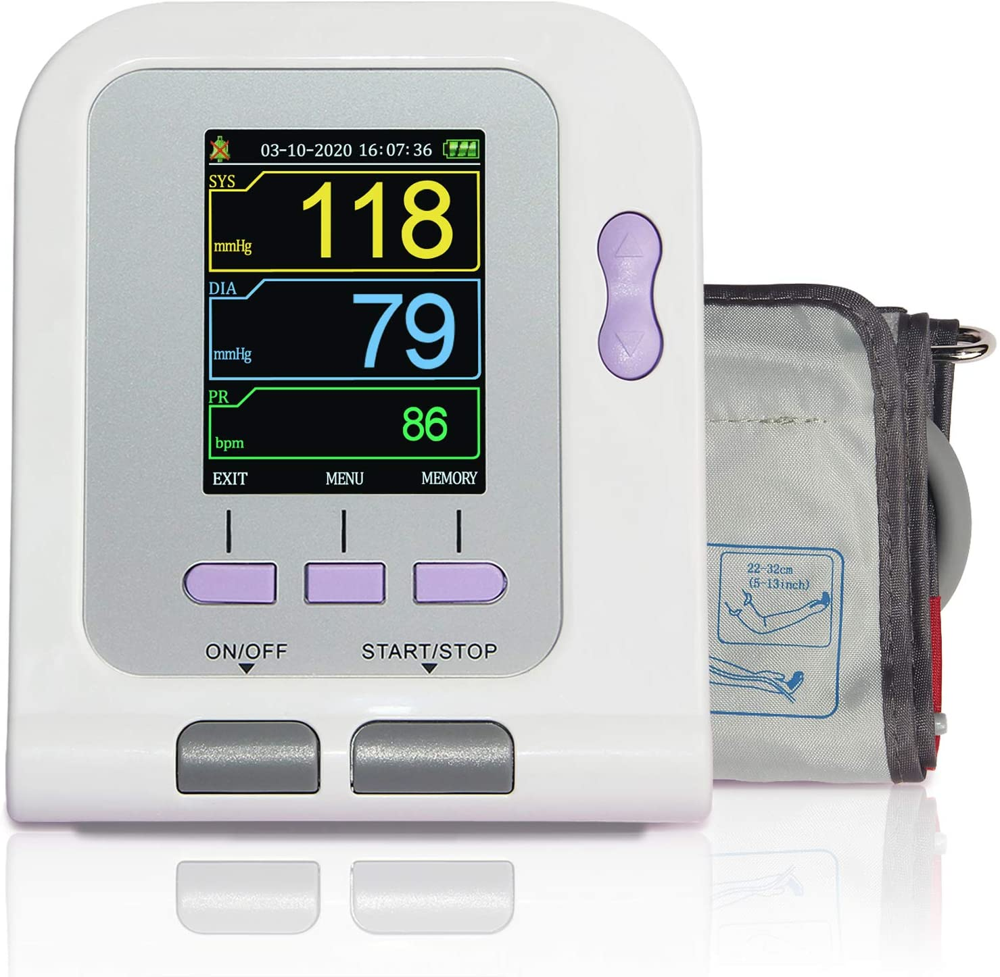 03-10-2020 16:07:36
SYS
118
mmHg
DIA
79
mmHg
PR
86
bpm
EXIT MENU MEMORY
ON/OFF START/STOP
22-32cm
(5-13inch)